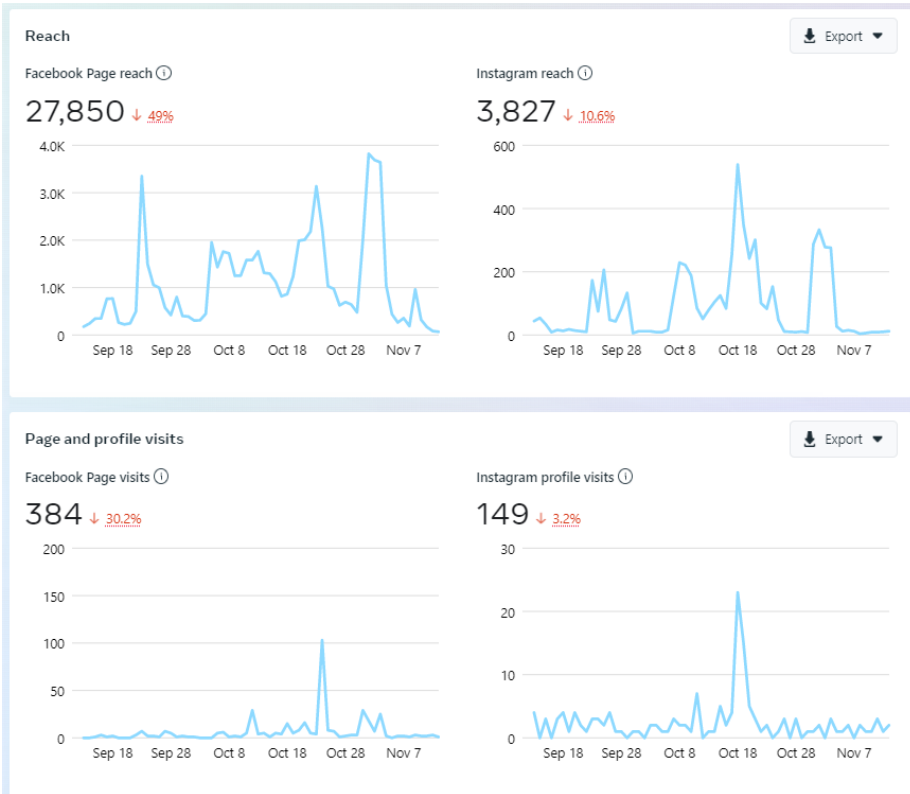 Reach
Export
Facebook Page reach
27,850 ↓ 49%
4.0K
3.0K
2.0K
1.0K
0
Sep 18 Sep 28 Oct 8 Oct 18 Oct 28 Nov 7
Instagram reach
3,827 ↓ 10.6%
600
400
200
0
Sep 18 Sep 28 Oct 8 Oct 18 Oct 28 Nov 7
Page and profile visits
Export
Facebook Page visits
384 ↓ 30.2%
200
150
100
50
0
Sep 18 Sep 28 Oct 8 Oct 18 Oct 28 Nov 7
Instagram profile visits
149 ↓ 3.2%
30
20
10
0
Sep 18 Sep 28 Oct 8 Oct 18 Oct 28 Nov 7